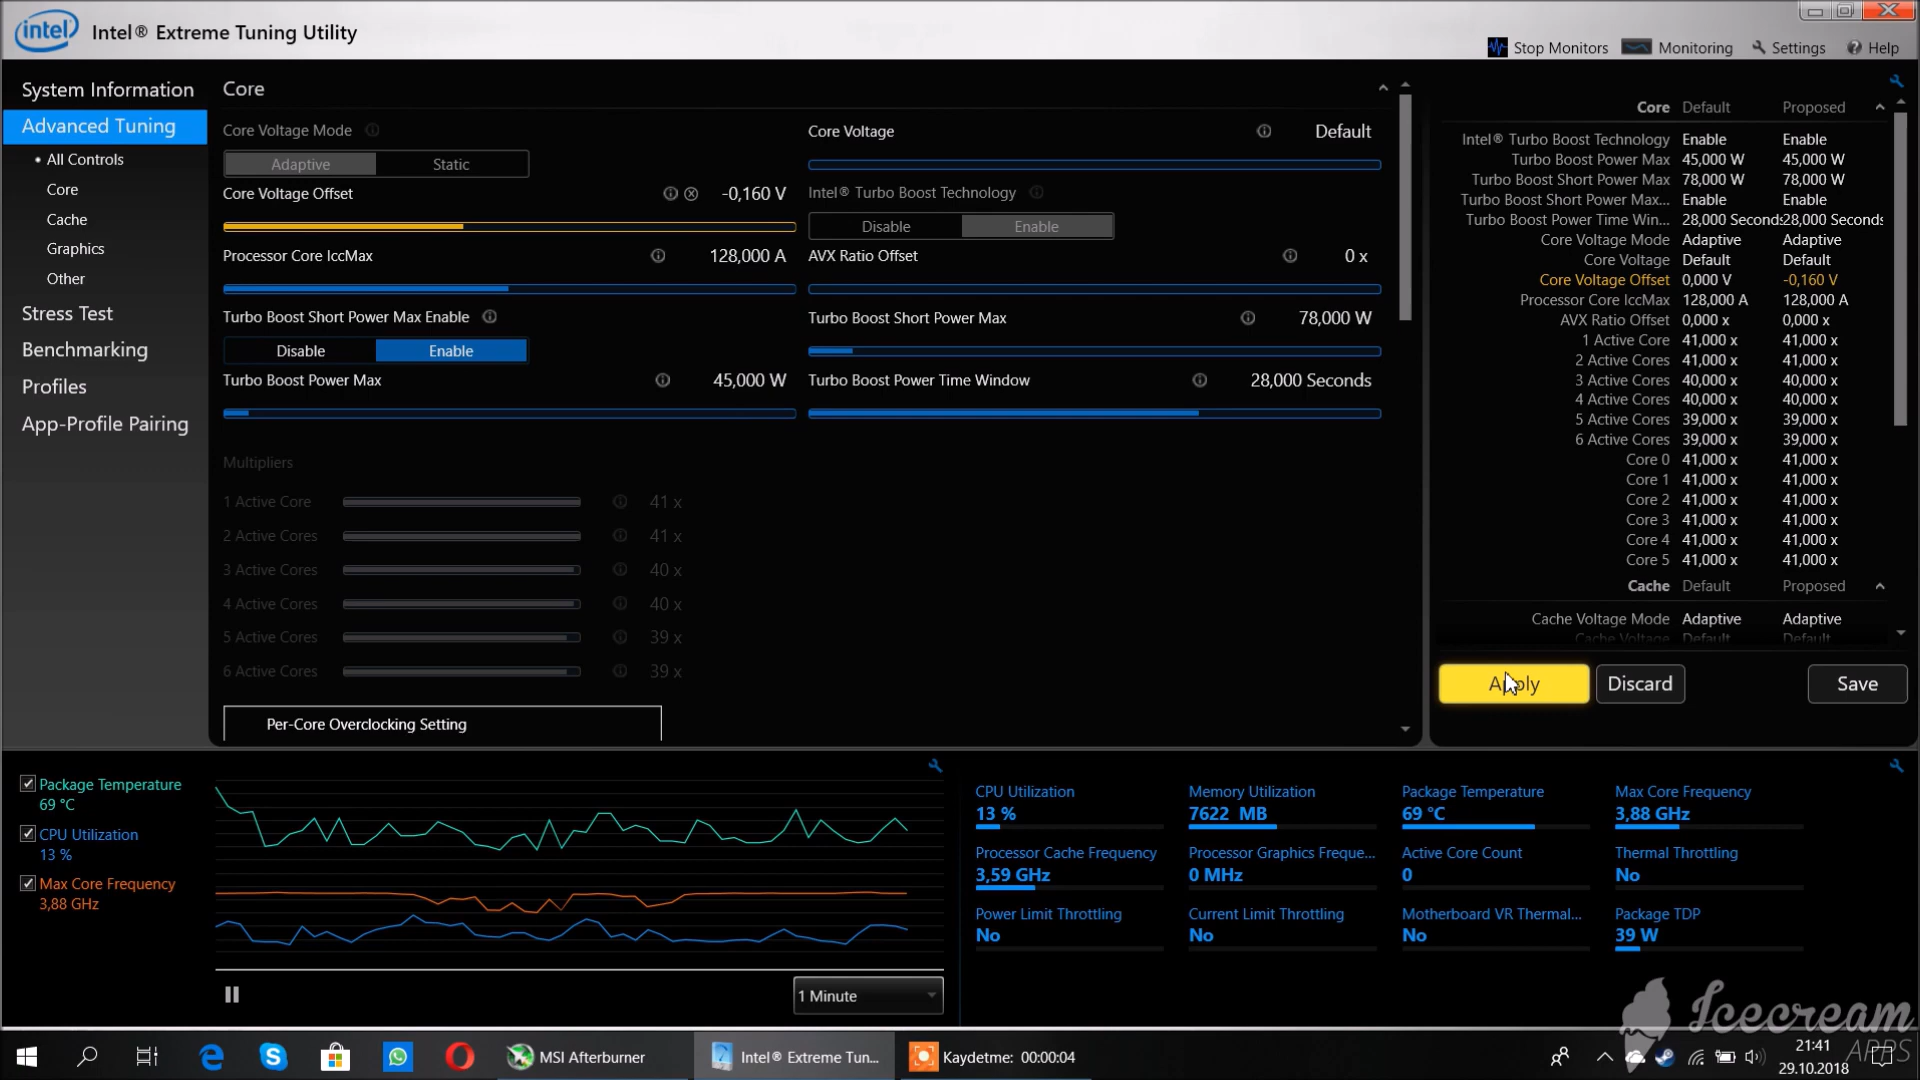 intel
Intel® Extreme Tuning Utility
Stop Monitors
Monitoring
Settings
Help
System Information
Advanced Tuning
• All Controls
Core
Cache
Graphics
Other
Stress Test
Benchmarking
Profiles
App-Profile Pairing
Core
Core Voltage Mode
Adaptive Static
Core Voltage Offset -0,160 V
Processor Core IccMax 128,000 A
Turbo Boost Short Power Max Enable
Disable Enable
Turbo Boost Power Max 45,000 W
Core Voltage Default
Intel® Turbo Boost Technology
Disable Enable
AVX Ratio Offset 0 x
Turbo Boost Short Power Max 78,000 W
Turbo Boost Power Time Window 28,000 Seconds
Multipliers
1 Active Core 41 x
2 Active Cores 41 x
3 Active Cores 40 x
4 Active Cores 40 x
5 Active Cores 39 x
6 Active Cores 39 x
Per-Core Overclocking Setting
Core Default Proposed
Intel® Turbo Boost Technology Enable Enable
Turbo Boost Power Max 45,000 W 45,000 W
Turbo Boost Short Power Max 78,000 W 78,000 W
Turbo Boost Short Power Max... Enable Enable
Turbo Boost Power Time Win... 28,000 Seconds 28,000 Seconds
Core Voltage Mode Adaptive Adaptive
Core Voltage Default Default
Core Voltage Offset 0,000 V -0,160 V
Processor Core IccMax 128,000 A 128,000 A
AVX Ratio Offset 0,000 x 0,000 x
1 Active Core 41,000 x 41,000 x
2 Active Cores 41,000 x 41,000 x
3 Active Cores 40,000 x 40,000 x
4 Active Cores 40,000 x 40,000 x
5 Active Cores 39,000 x 39,000 x
6 Active Cores 39,000 x 39,000 x
Core 0 41,000 x 41,000 x
Core 1 41,000 x 41,000 x
Core 2 41,000 x 41,000 x
Core 3 41,000 x 41,000 x
Core 4 41,000 x 41,000 x
Core 5 41,000 x 41,000 x
Cache Default Proposed
Cache Voltage Mode Adaptive Adaptive
Cache Voltage Default Default
Apply Discard Save
Package Temperature
69 °C
CPU Utilization
13 %
Max Core Frequency
3,88 GHz
1 Minute
CPU Utilization
13 %
Memory Utilization
7622 MB
Package Temperature
69 °C
Max Core Frequency
3,88 GHz
Processor Cache Frequency
3,59 GHz
Processor Graphics Freque...
0 MHz
Active Core Count
0
Thermal Throttling
No
Power Limit Throttling
No
Current Limit Throttling
No
Motherboard VR Thermal...
No
Package TDP
39 W
Icecream
APPS
MSI Afterburner
Intel® Extreme Tun...
Kaydetme: 00:00:04
21:41
29.10.2018